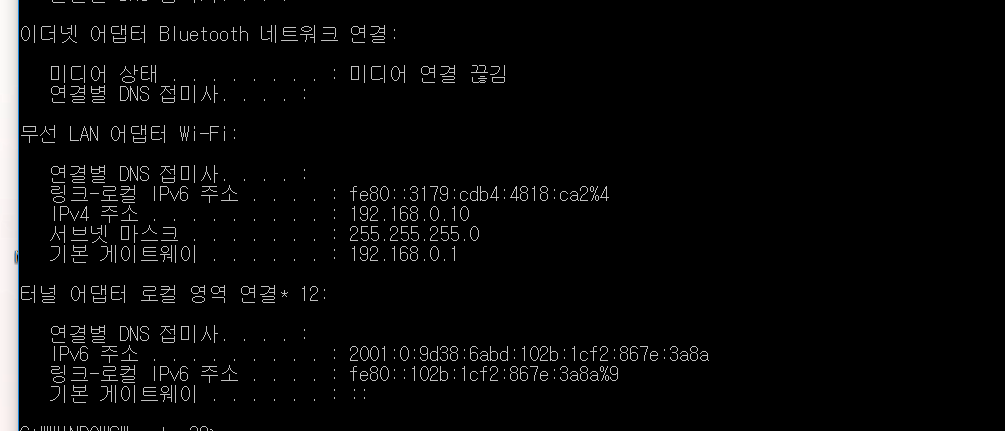 이더넷 어댑터 Bluetooth 네트워크 연결:
미디어 상태 . . . . . . . . : 미디어 연결 끊김
연결별 DNS 접미사. . . . :
무선 LAN 어댑터 Wi-Fi:
연결별 DNS 접미사. . . . :
링크-로컬 IPv6 주소 . . . . : fe80::3179:cdb4:4818:ca2%4
IPv4 주소 . . . . . . . . . : 192.168.0.10
서브넷 마스크 . . . . . . . : 255.255.255.0
기본 게이트웨이 . . . . . . : 192.168.0.1
터널 어댑터 로컬 영역 연결* 12:
연결별 DNS 접미사. . . . :
IPv6 주소 . . . . . . . . . : 2001:0:9d38:6abd:102b:1cf2:867e:3a8a
링크-로컬 IPv6 주소 . . . . : fe80::102b:1cf2:867e:3a8a%9
기본 게이트웨이 . . . . . . : ::